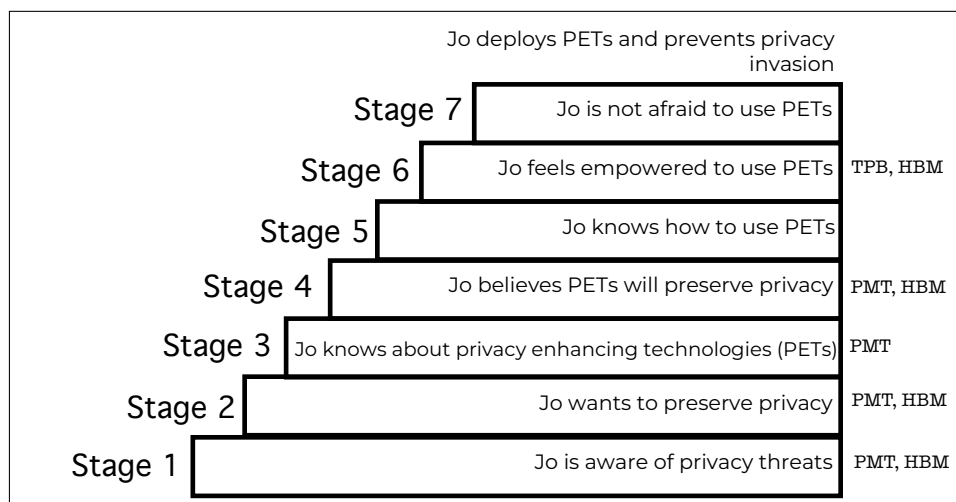 Jo deploys PETs and prevents privacy
invasion
Stage 7 Jo is not afraid to use PETs
Stage 6 Jo feels empowered to use PETs TPB, HBM
Stage 5 Jo knows how to use PETs
Stage 4 Jo believes PETs will preserve privacy PMT, HBM
Stage 3 Jo knows about privacy enhancing technologies (PETs) PMT
Stage 2 Jo wants to preserve privacy PMT, HBM
Stage 1 Jo is aware of privacy threats PMT, HBM